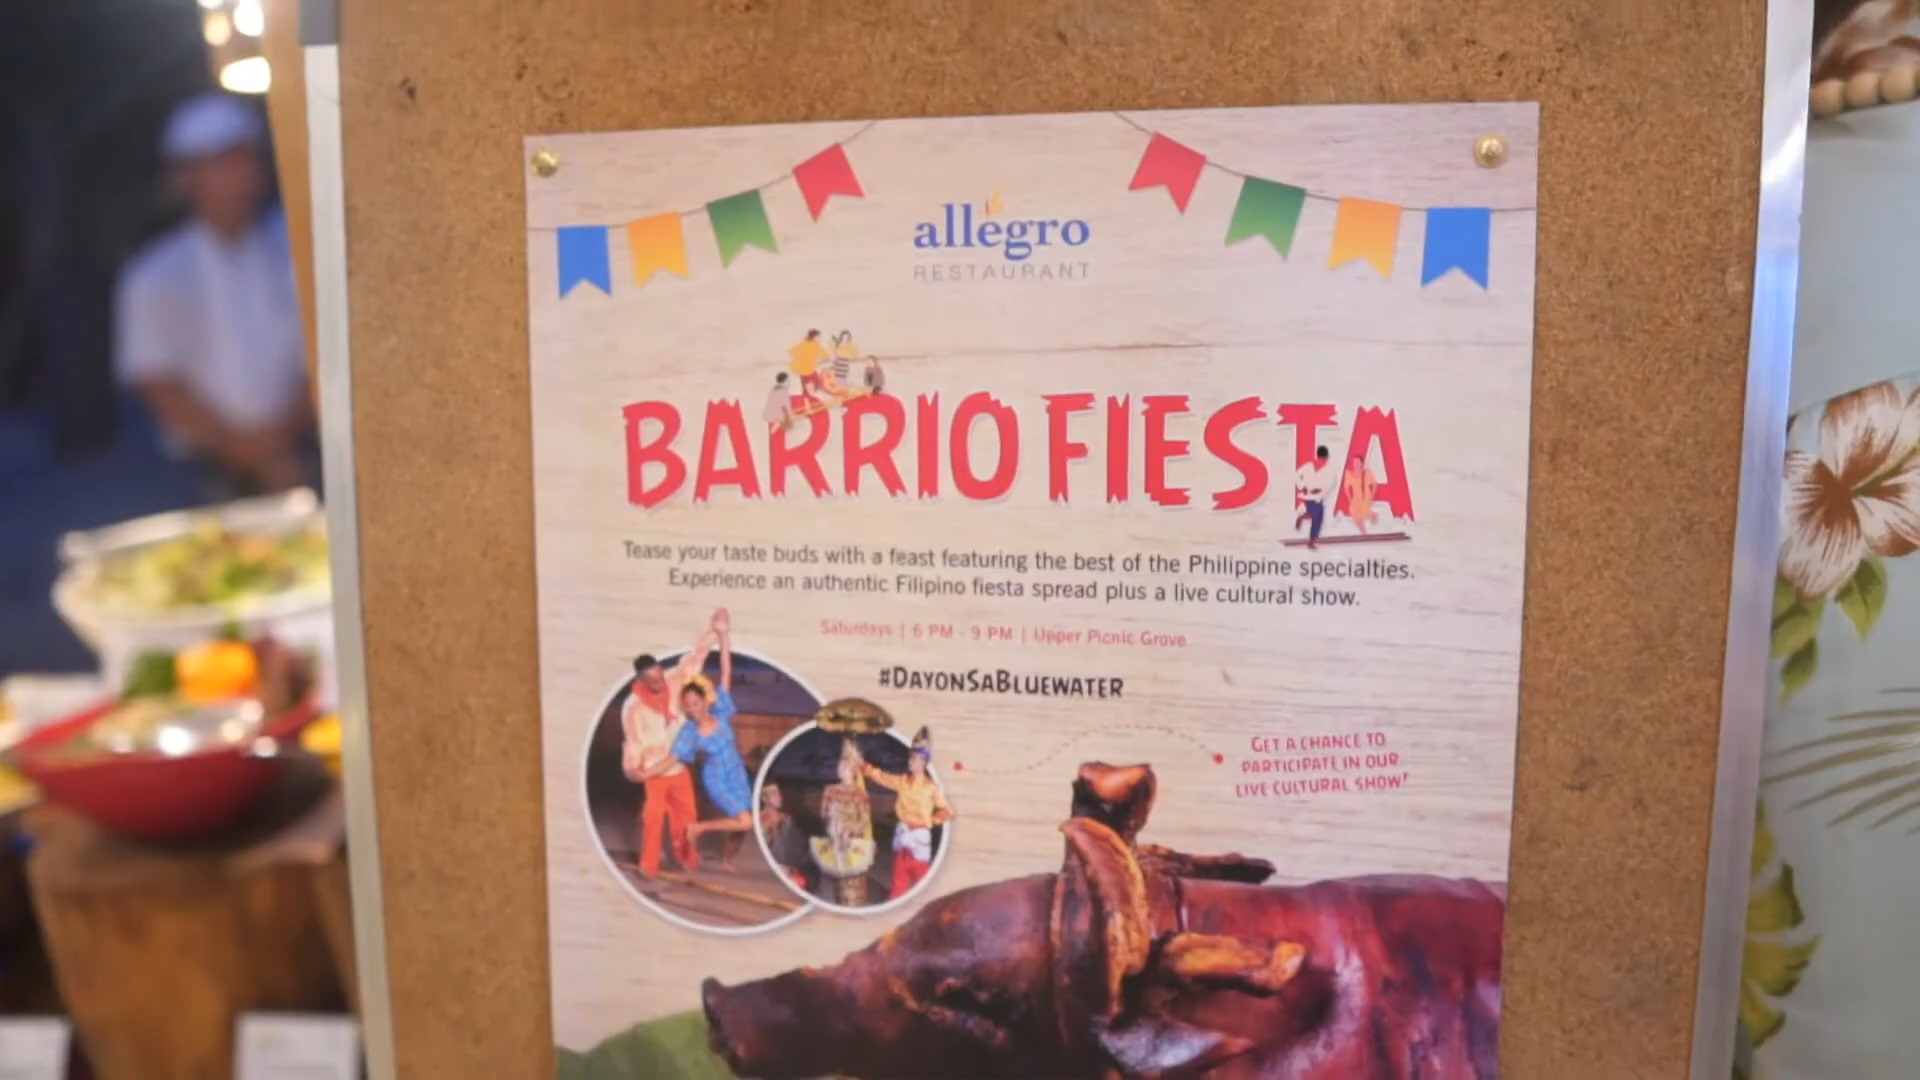 allegro
RESTAURANT
BARRIO FIESTA
Tease your taste buds with a feast featuring the best of the Philippine specialties.
Experience an authentic Filipino fiesta spread plus a live cultural show.
Saturdays | 6 PM - 9 PM | Upper Picnic Grove
#DAYONSABLUEWATER
GET A CHANCE TO
PARTICIPATE IN OUR
LIVE CULTURAL SHOW!